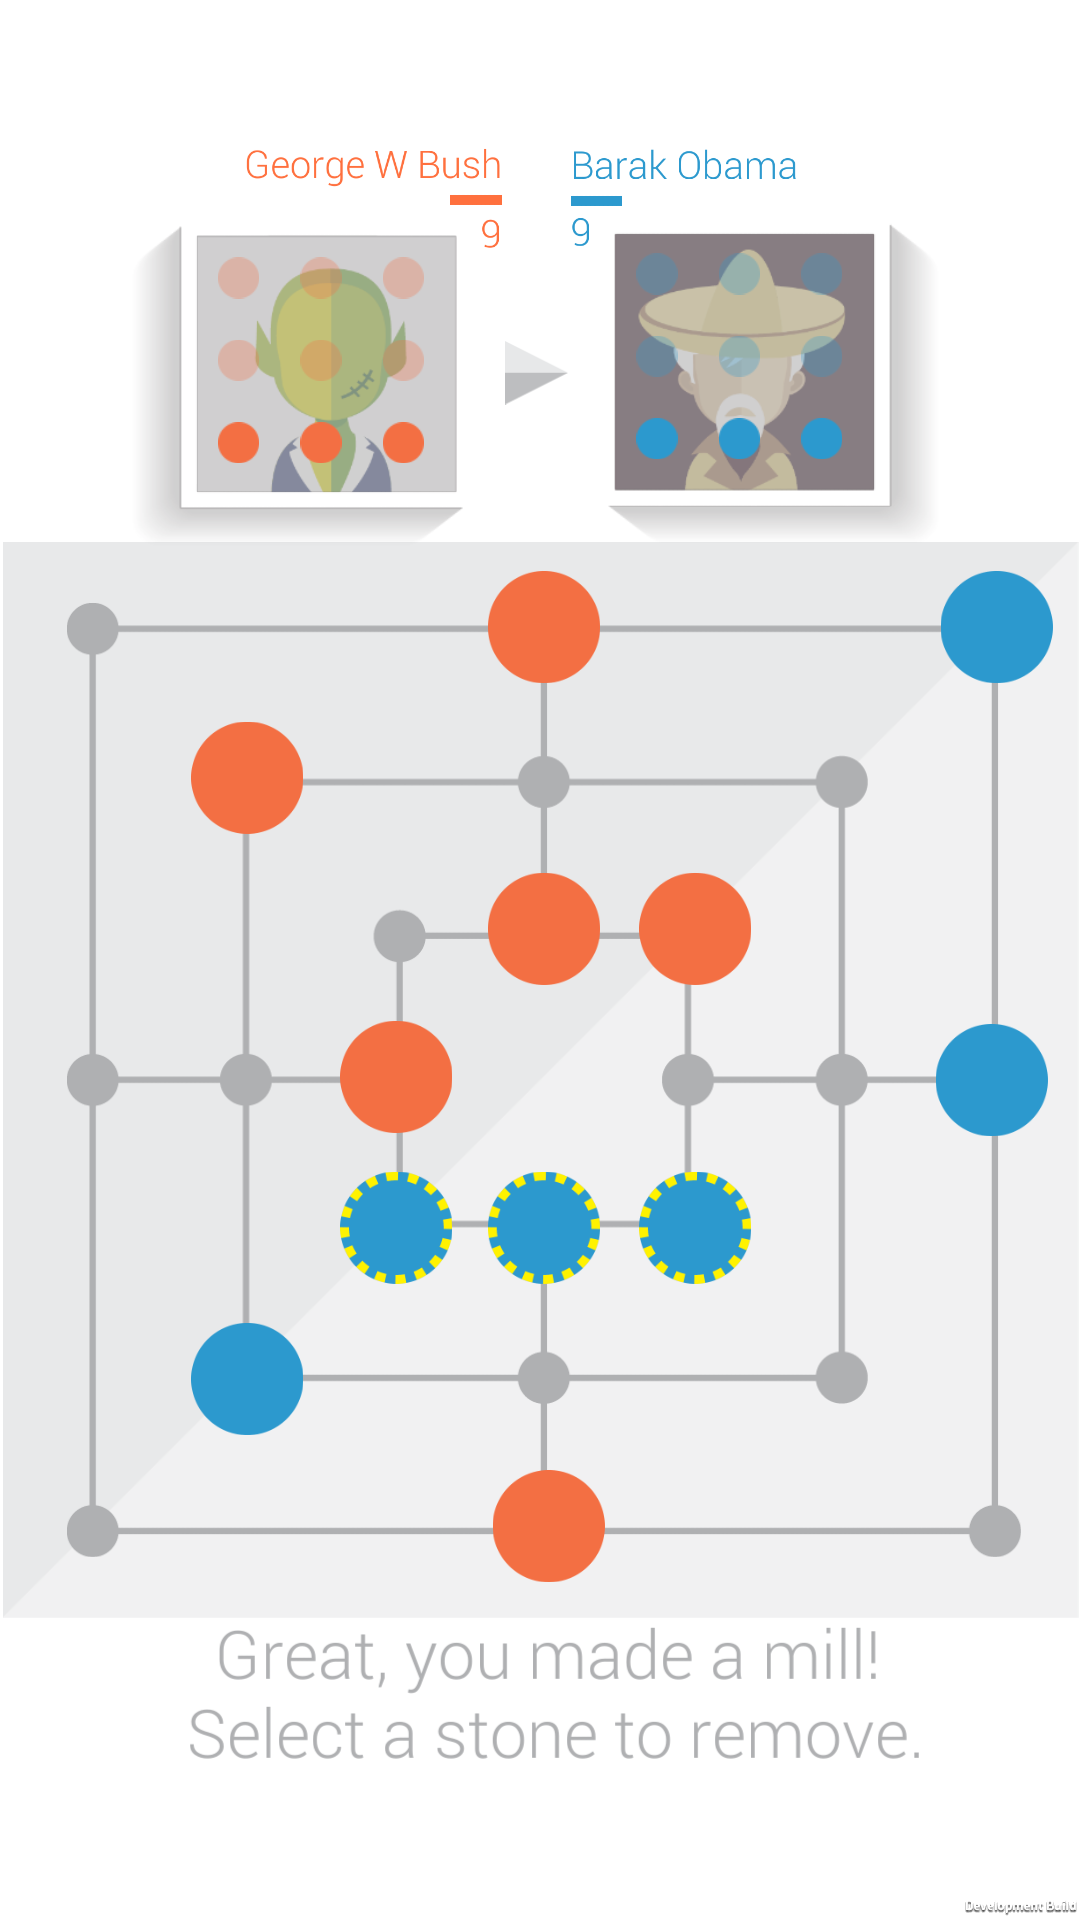 George W Bush
Barak Obama
9
9
Great, you made a mill!
Select a stone to remove.
Development Build